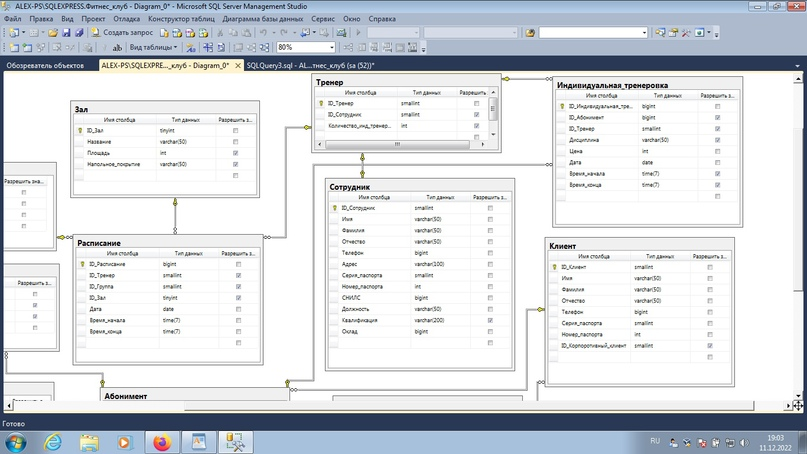 ALEX-PS\SQLEXPRESS.Фитнес_клуб - Diagram_0* - Microsoft SQL Server Management Studio
Файл Правка Вид Проект Отладка Конструктор таблиц Диаграмма базы данных Сервис Окно Справка
Создать запрос
Вид таблицы 80%
Обозреватель объектов ALEX-PS\SQLEXPRE..._клуб - Diagram_0* SQLQuery3.sql - AL...тнес_клуб (sa (52))*
Тренер
Имя столбца Тип данных Разрешить
ID_Тренер smallint
ID_Сотрудник smallint
Количество_инд_тренер... int
Индивидуальная_тренеровка
Имя столбца Тип данных Разрешить з...
ID_Индивидуальная_тре... bigint
ID_Абонимент bigint
ID_Тренер smallint
Дисциплина varchar(50)
Цена int
Дата date
Время_начала time(7)
Время_конца time(7)
Зал
Имя столбца Тип данных Разрешить з...
ID_Зал tinyint
Название varchar(50)
Площадь int
Напольное_покрытие varchar(50)
Разрешить зна...
Сотрудник
Имя столбца Тип данных Разрешить з...
ID_Сотрудник smallint
Имя varchar(50)
Фамилия varchar(50)
Отчество varchar(50)
Телефон bigint
Адрес varchar(100)
Серия_паспорта smallint
Номер_паспорта int
СНИЛС bigint
Должность varchar(50)
Квалификация varchar(200)
Оклад bigint
Расписание
Имя столбца Тип данных Разрешить з...
ID_Расписание bigint
ID_Тренер smallint
ID_Группа smallint
ID_Зал tinyint
Дата date
Время_начала time(7)
Время_конца time(7)
Клиент
Имя столбца Тип данных Разрешить з...
ID_Клиент smallint
Имя varchar(50)
Фамилия varchar(50)
Отчество varchar(50)
Телефон bigint
Серия_паспорта smallint
Номер_паспорта int
ID_Корпоротивный_клиент smallint
Разрешить з...
Абонимент
Готово
RU
19:03
11.12.2022